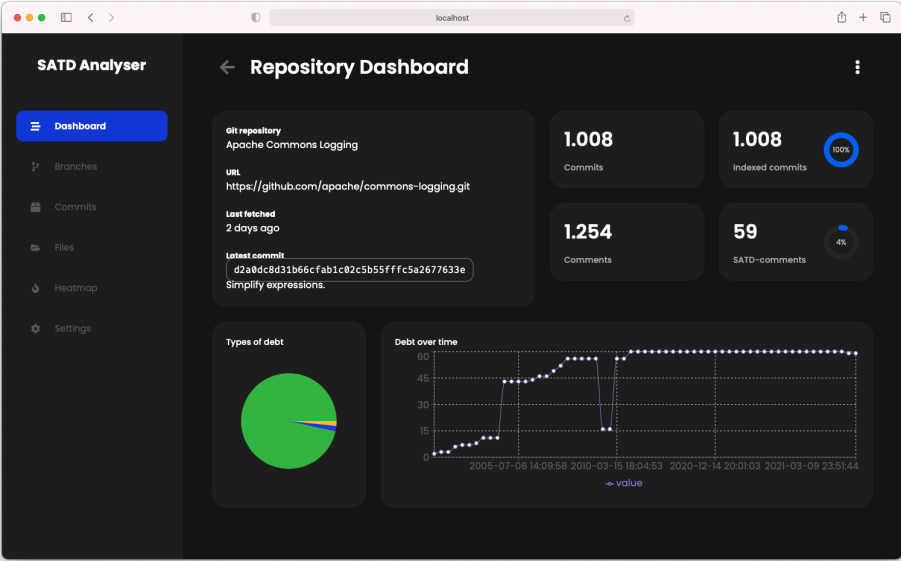 localhost
SATD Analyser
Repository Dashboard
Dashboard
Branches
Commits
Files
Heatmap
Settings
Git repository
Apache Commons Logging
URL
https://github.com/apache/commons-logging.git
Last fetched
2 days ago
Latest commit
d2a0dc8d31b66cfab1c02c5b55fffc5a2677633e
Simplify expressions.
1.008
Commits
1.008
Indexed commits
100%
1.254
Comments
59
SATD-comments
4%
Types of debt
Debt over time
60
45
30
15
0
2005-07-06 14:09:58 2010-03-15 18:04:53 2020-12-14 20:01:03 2021-03-09 23:51:44
value